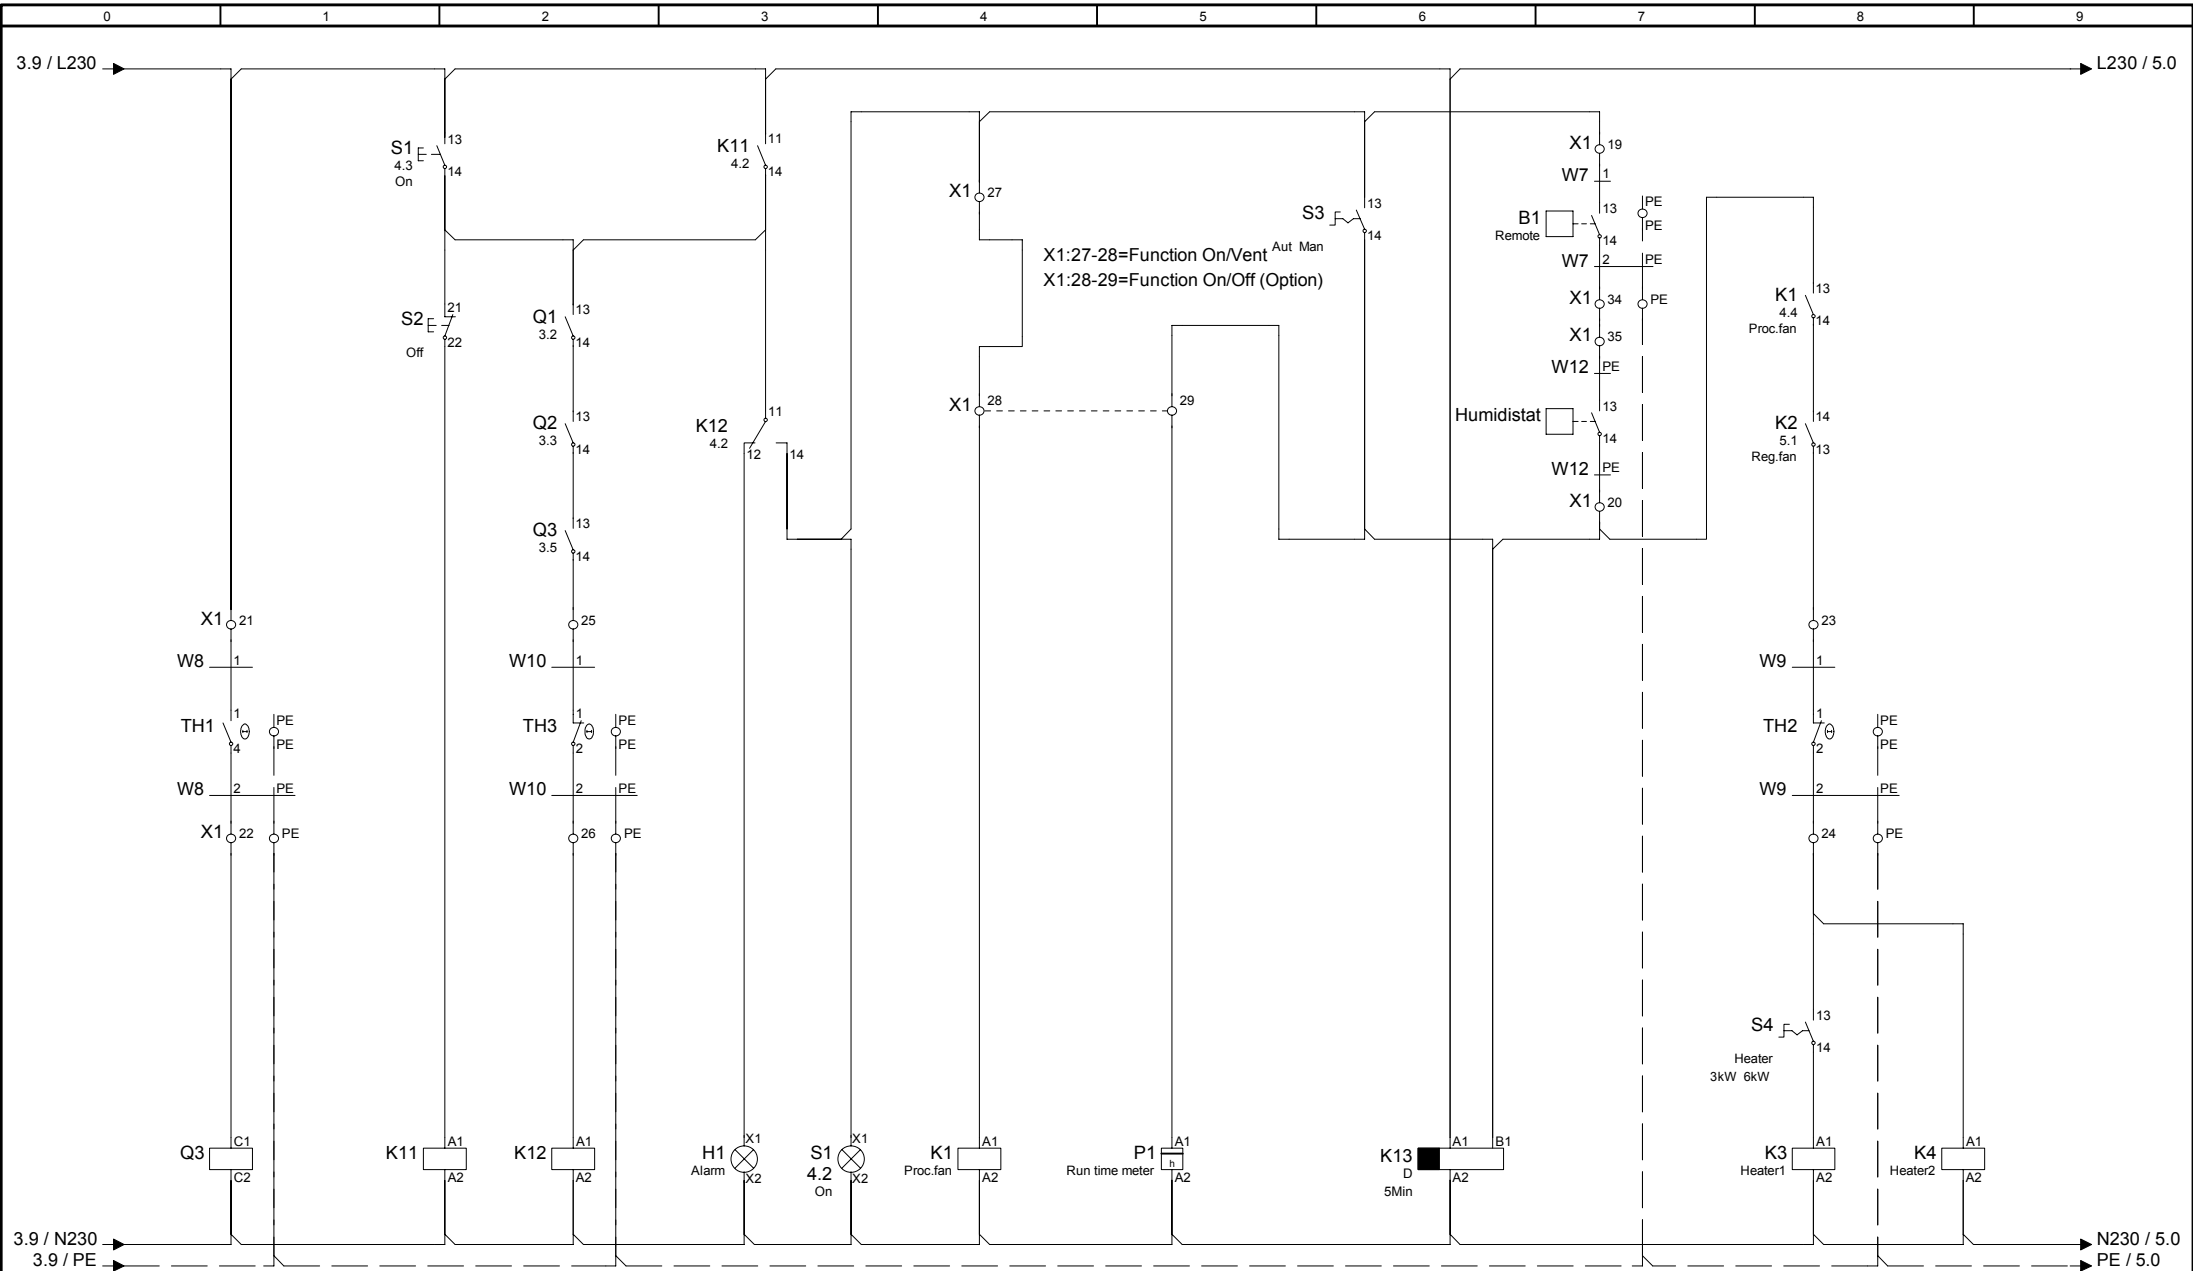 0 1 2 3 4 5 6 7 8 9
3.9 / L230
L230 / 5.0
S1
4.3
On
13
14
K11
4.2
11
14
X1 27
S3
13
14
Aut Man
X1:27-28=Function On/Vent
X1:28-29=Function On/Off (Option)
X1 19
W7 1
B1
Remote
13
14
PE
PE
W7 2 PE
X1 34 PE
X1 35
W12 PE
Humidistat
13
14
W12 PE
X1 20
S2
Off
21
22
Q1
3.2
13
14
Q2
3.3
13
14
Q3
3.5
13
14
K12
4.2
11
12 14
X1 28 29
K1
4.4
Proc.fan
13
14
K2
5.1
Reg.fan
14
13
X1 21
25
23
W8 1
W10 1
W9 1
TH1
1
4
PE
PE
TH3
1
2
PE
PE
TH2
1
2
PE
PE
W8 2 PE
W10 2 PE
W9 2 PE
X1 22 PE
26 PE
24 PE
S4
Heater
3kW 6kW
13
14
Q3
C1
C2
K11
A1
A2
K12
A1
A2
H1
Alarm
X1
X2
S1
4.2
On
X1
X2
K1
Proc.fan
A1
A2
P1
Run time meter
A1
h
A2
K13
D
5Min
A1 B1
A2
K3
Heater1
A1
A2
K4
Heater2
A1
A2
3.9 / N230
N230 / 5.0
3.9 / PE
PE / 5.0